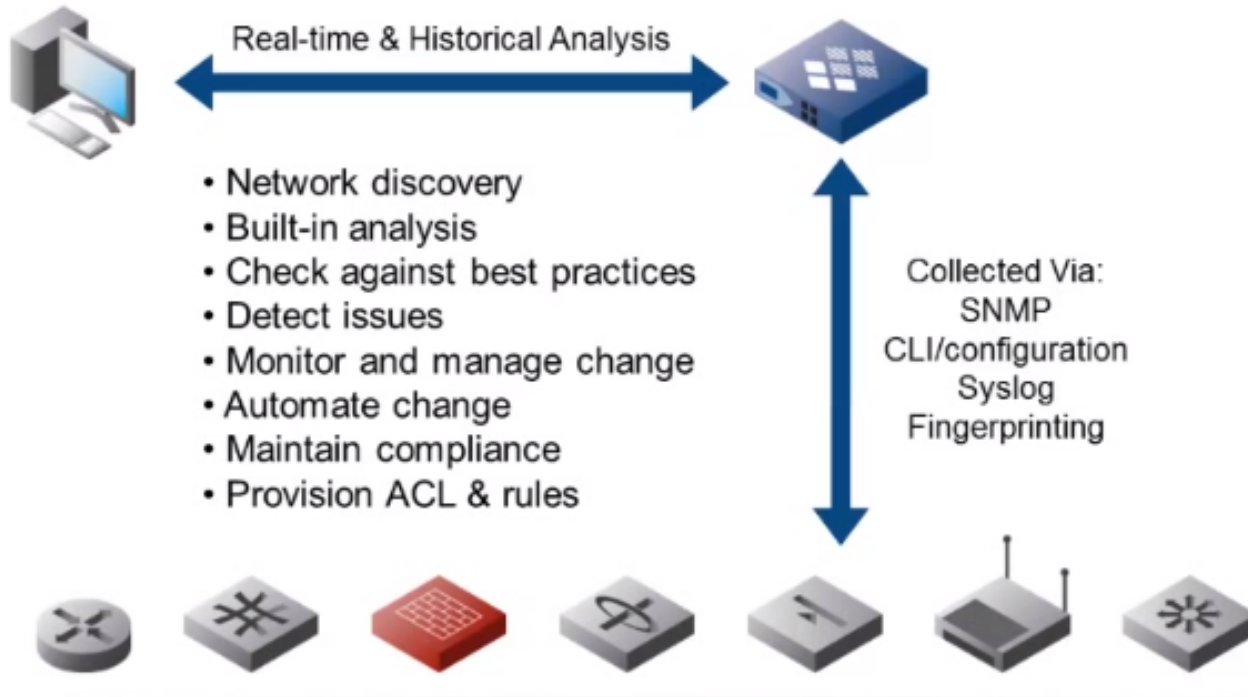 Real-time & Historical Analysis
• Network discovery
• Built-in analysis
• Check against best practices
• Detect issues
• Monitor and manage change
• Automate change
• Maintain compliance
• Provision ACL & rules
Collected Via:
SNMP
CLI/configuration
Syslog
Fingerprinting